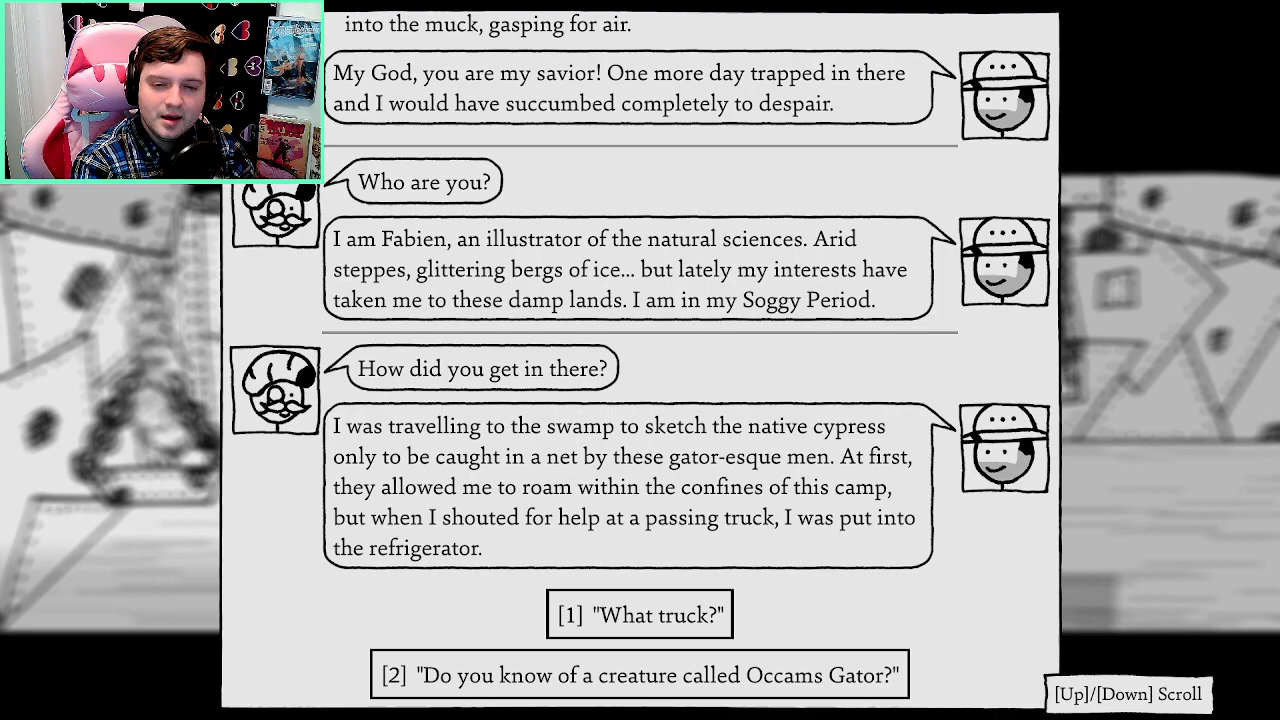 into the muck, gasping for air.
My God, you are my savior! One more day trapped in there
and I would have succumbed completely to despair.
Who are you?
I am Fabien, an illustrator of the natural sciences. Arid
steppes, glittering bergs of ice... but lately my interests have
taken me to these damp lands. I am in my Soggy Period.
How did you get in there?
I was travelling to the swamp to sketch the native cypress
only to be caught in a net by these gator-esque men. At first,
they allowed me to roam within the confines of this camp,
but when I shouted for help at a passing truck, I was put into
the refrigerator.
[1] "What truck?"
[2] "Do you know of a creature called Occams Gator?"
[Up]/[Down] Scroll